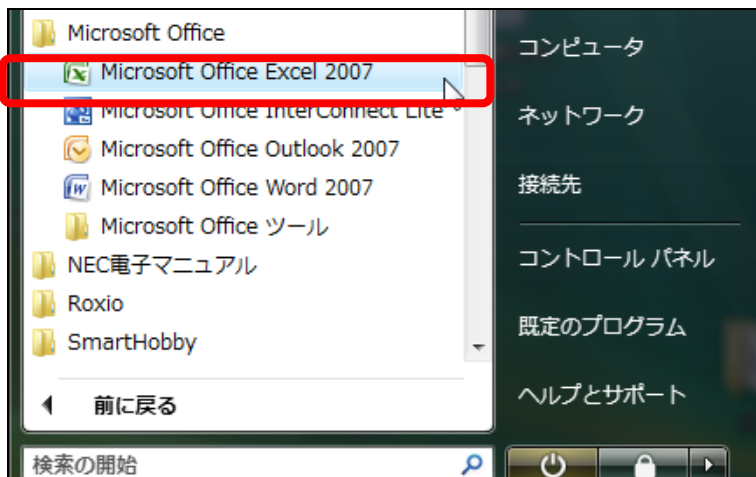 Microsoft Office
Microsoft Office Excel 2007
Microsoft Office InterConnect Lite
Microsoft Office Outlook 2007
Microsoft Office Word 2007
Microsoft Office ツール
NEC電子マニュアル
Roxio
SmartHobby
前に戻る
検索の開始
コンピュータ
ネットワーク
接続先
コントロール パネル
既定のプログラム
ヘルプとサポート